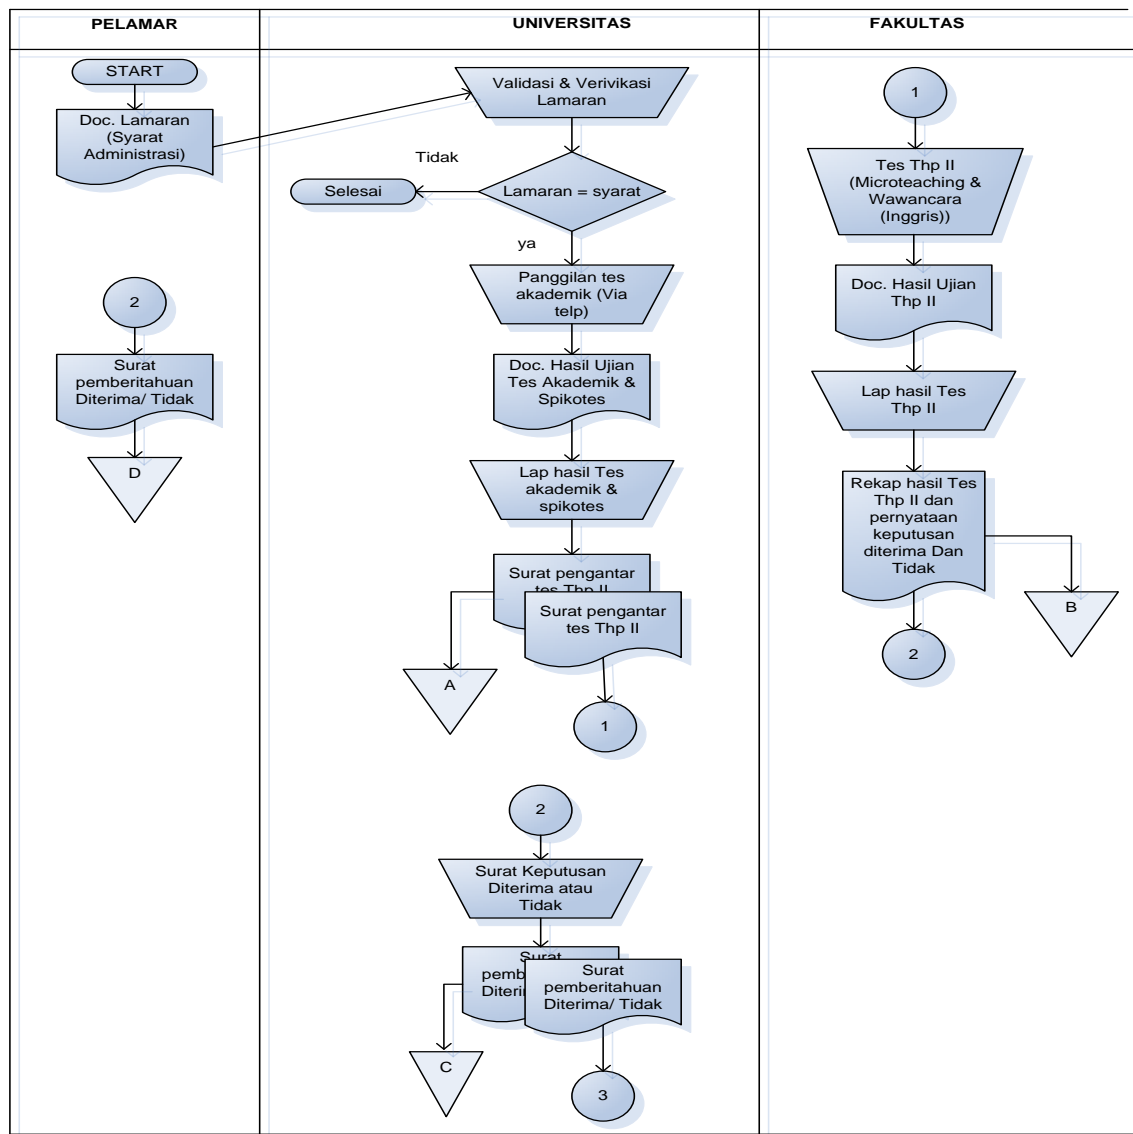 PELAMAR
UNIVERSITAS
FAKULTAS
START
Doc. Lamaran
(Syarat
Administrasi)
2
Surat
pemberitahuan
Diterima/ Tidak
D
Validasi & Verivikasi
Lamaran
Tidak
Selesai
Lamaran = syarat
ya
Panggilan tes
akademik (Via
telp)
Doc. Hasil Ujian
Tes Akademik &
Spikotes
Lap hasil Tes
akademik &
spikotes
Surat pengantar
tes Thp II
Surat pengantar
tes Thp II
A
1
2
Surat Keputusan
Diterima atau
Tidak
Surat
Surat
pemberitahuan
Diterima/ Tidak
C
3
1
Tes Thp II
(Microteaching &
Wawancara
(Inggris))
Doc. Hasil Ujian
Thp II
Lap hasil Tes
Thp II
Rekap hasil Tes
Thp II dan
pernyataan
keputusan
diterima Dan
Tidak
B
2